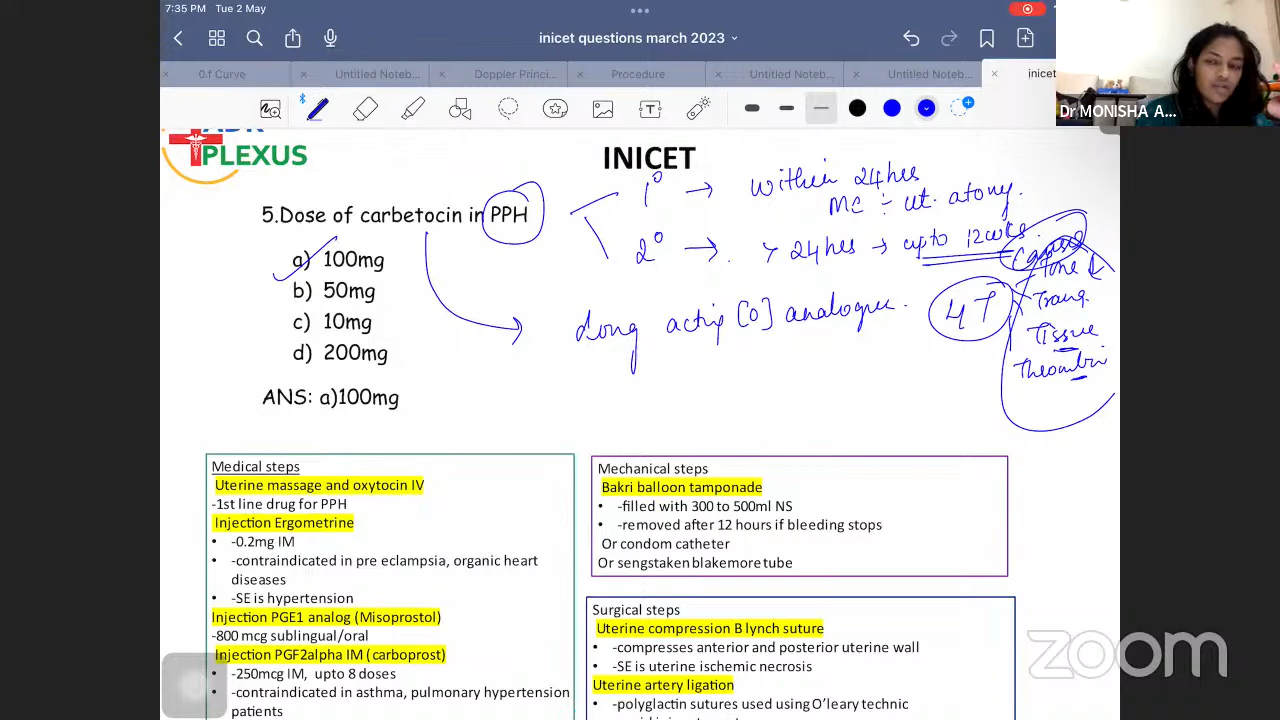 7:35 PM Tue 2 May
inicet questions march 2023
0.f Curve
Untitled Noteb...
Doppler Princi...
Procedure
Untitled Noteb...
Untitled Noteb...
inicet
Dr MONISHA A...
PLEXUS
INICET
1° → Within 24hrs
MC ÷ ut. atony.
5.Dose of carbetocin in PPH
2° → > 24hrs → upto 12wks.
a) 100mg
b) 50mg
c) 10mg
d) 200mg
long acting [O] analogue.
4T
Causes
Tone ↓
Trau
Tissue
Thrombin
ANS: a)100mg
Medical steps
Uterine massage and oxytocin IV
-1st line drug for PPH
Injection Ergometrine
• -0.2mg IM
• -contraindicated in pre eclampsia, organic heart
diseases
• -SE is hypertension
Injection PGE1 analog (Misoprostol)
-800 mcg sublingual/oral
Injection PGF2alpha IM (carboprost)
• -250mcg IM, upto 8 doses
• -contraindicated in asthma, pulmonary hypertension
patients
Mechanical steps
Bakri balloon tamponade
• -filled with 300 to 500ml NS
• -removed after 12 hours if bleeding stops
Or condom catheter
Or sengstaken blakemore tube
Surgical steps
Uterine compression B lynch suture
• -compresses anterior and posterior uterine wall
• -SE is uterine ischemic necrosis
Uterine artery ligation
• -polyglactin sutures used using O'leary technic
zoom